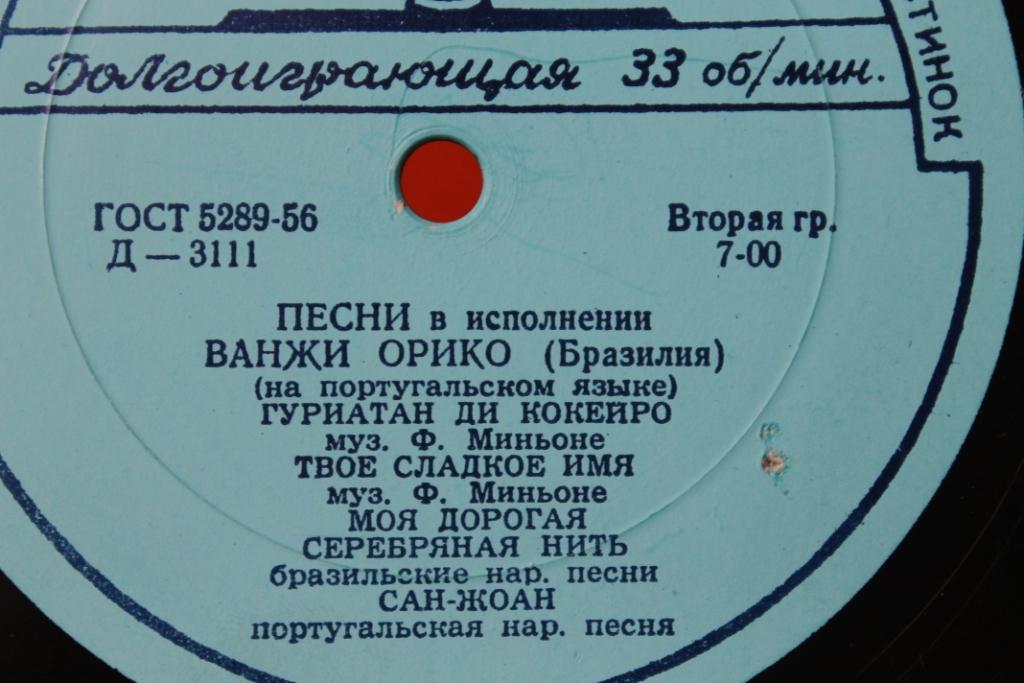 Долгоиграющая 33 об/мин.
ТИНОК
ГОСТ 5289-56
Д — 3111
Вторая гр.
7-00
ПЕСНИ в исполнении
ВАНЖИ ОРИКО (Бразилия)
(на португальском языке)
ГУРИАТАН ДИ КОКЕЙРО
муз. Ф. Миньоне
ТВОЕ СЛАДКОЕ ИМЯ
муз. Ф. Миньоне
МОЯ ДОРОГАЯ
СЕРЕБРЯНАЯ НИТЬ
бразильские нар. песни
САН-ЖОАН
португальская нар. песня